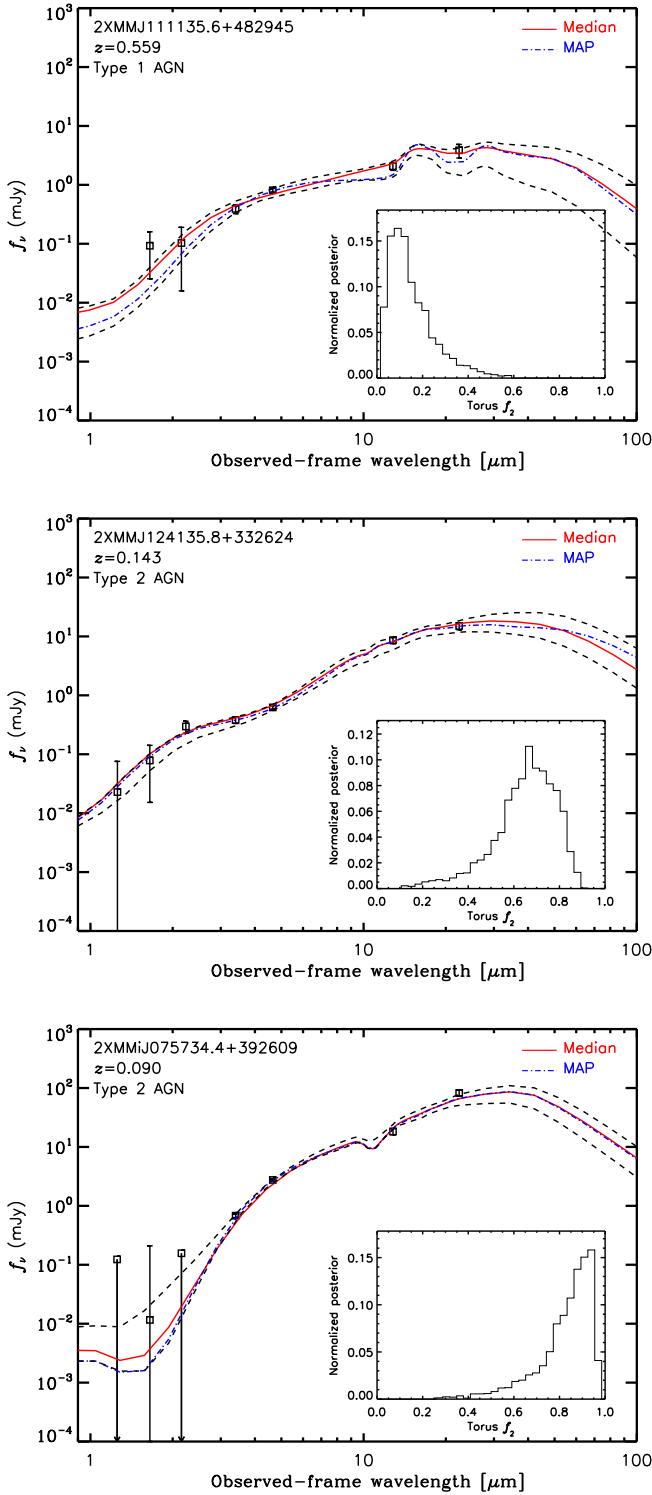 2XMMJ111135.6+482945
z=0.559
Type 1 AGN
Median
MAP
10³
10²
10¹
10⁰
10⁻¹
10⁻²
10⁻³
10⁻⁴
fν (mJy)
0.15
0.10
0.05
0.00
Normalized posterior
0.0 0.2 0.4 0.6 0.8 1.0
Torus f₂
1 10 100
Observed-frame wavelength [μm]
2XMMJ124135.8+332624
z=0.143
Type 2 AGN
Median
MAP
10³
10²
10¹
10⁰
10⁻¹
10⁻²
10⁻³
10⁻⁴
fν (mJy)
0.12
0.10
0.08
0.06
0.04
0.02
0.00
Normalized posterior
0.0 0.2 0.4 0.6 0.8 1.0
Torus f₂
1 10 100
Observed-frame wavelength [μm]
2XMMiJ075734.4+392609
z=0.090
Type 2 AGN
Median
MAP
10³
10²
10¹
10⁰
10⁻¹
10⁻²
10⁻³
10⁻⁴
fν (mJy)
0.15
0.10
0.05
0.00
Normalized posterior
0.0 0.2 0.4 0.6 0.8 1.0
Torus f₂
1 10 100
Observed-frame wavelength [μm]